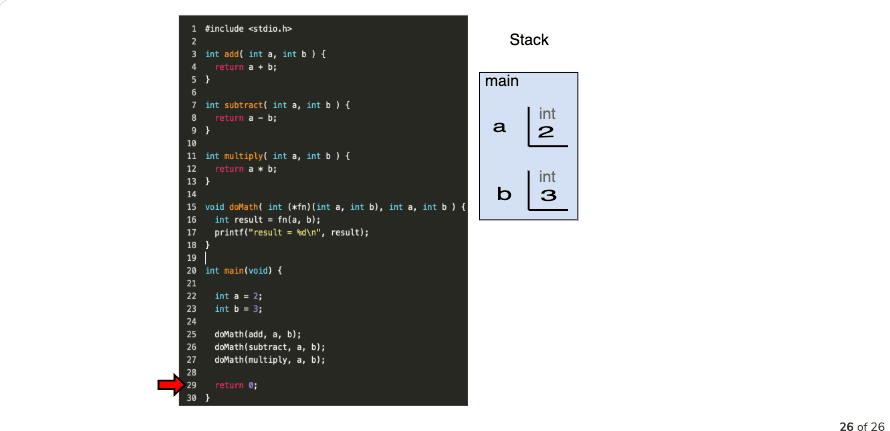 1 #include <stdio.h>
2
3 int add( int a, int b ) {
4   return a + b;
5 }
6
7 int subtract( int a, int b ) {
8   return a - b;
9 }
10
11 int multiply( int a, int b ) {
12   return a * b;
13 }
14
15 void doMath( int (*fn)(int a, int b), int a, int b ) {
16   int result = fn(a, b);
17   printf("result = %d\n", result);
18 }
19
20 int main(void) {
21
22   int a = 2;
23   int b = 3;
24
25   doMath(add, a, b);
26   doMath(subtract, a, b);
27   doMath(multiply, a, b);
28
29   return 0;
30 }
Stack
main
int
a 2
int
b 3
26 of 26